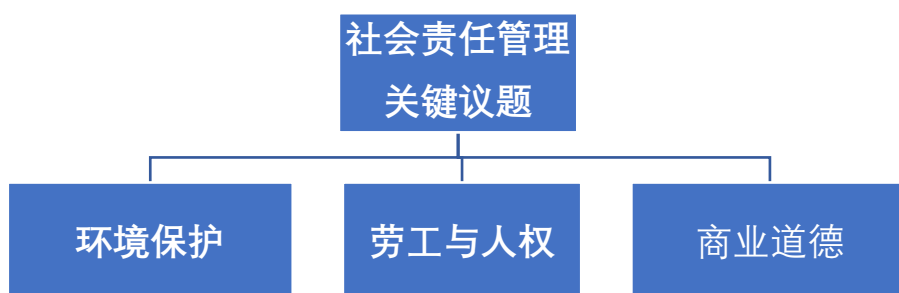 社会责任管理
关键议题
环境保护
劳工与人权
商业道德